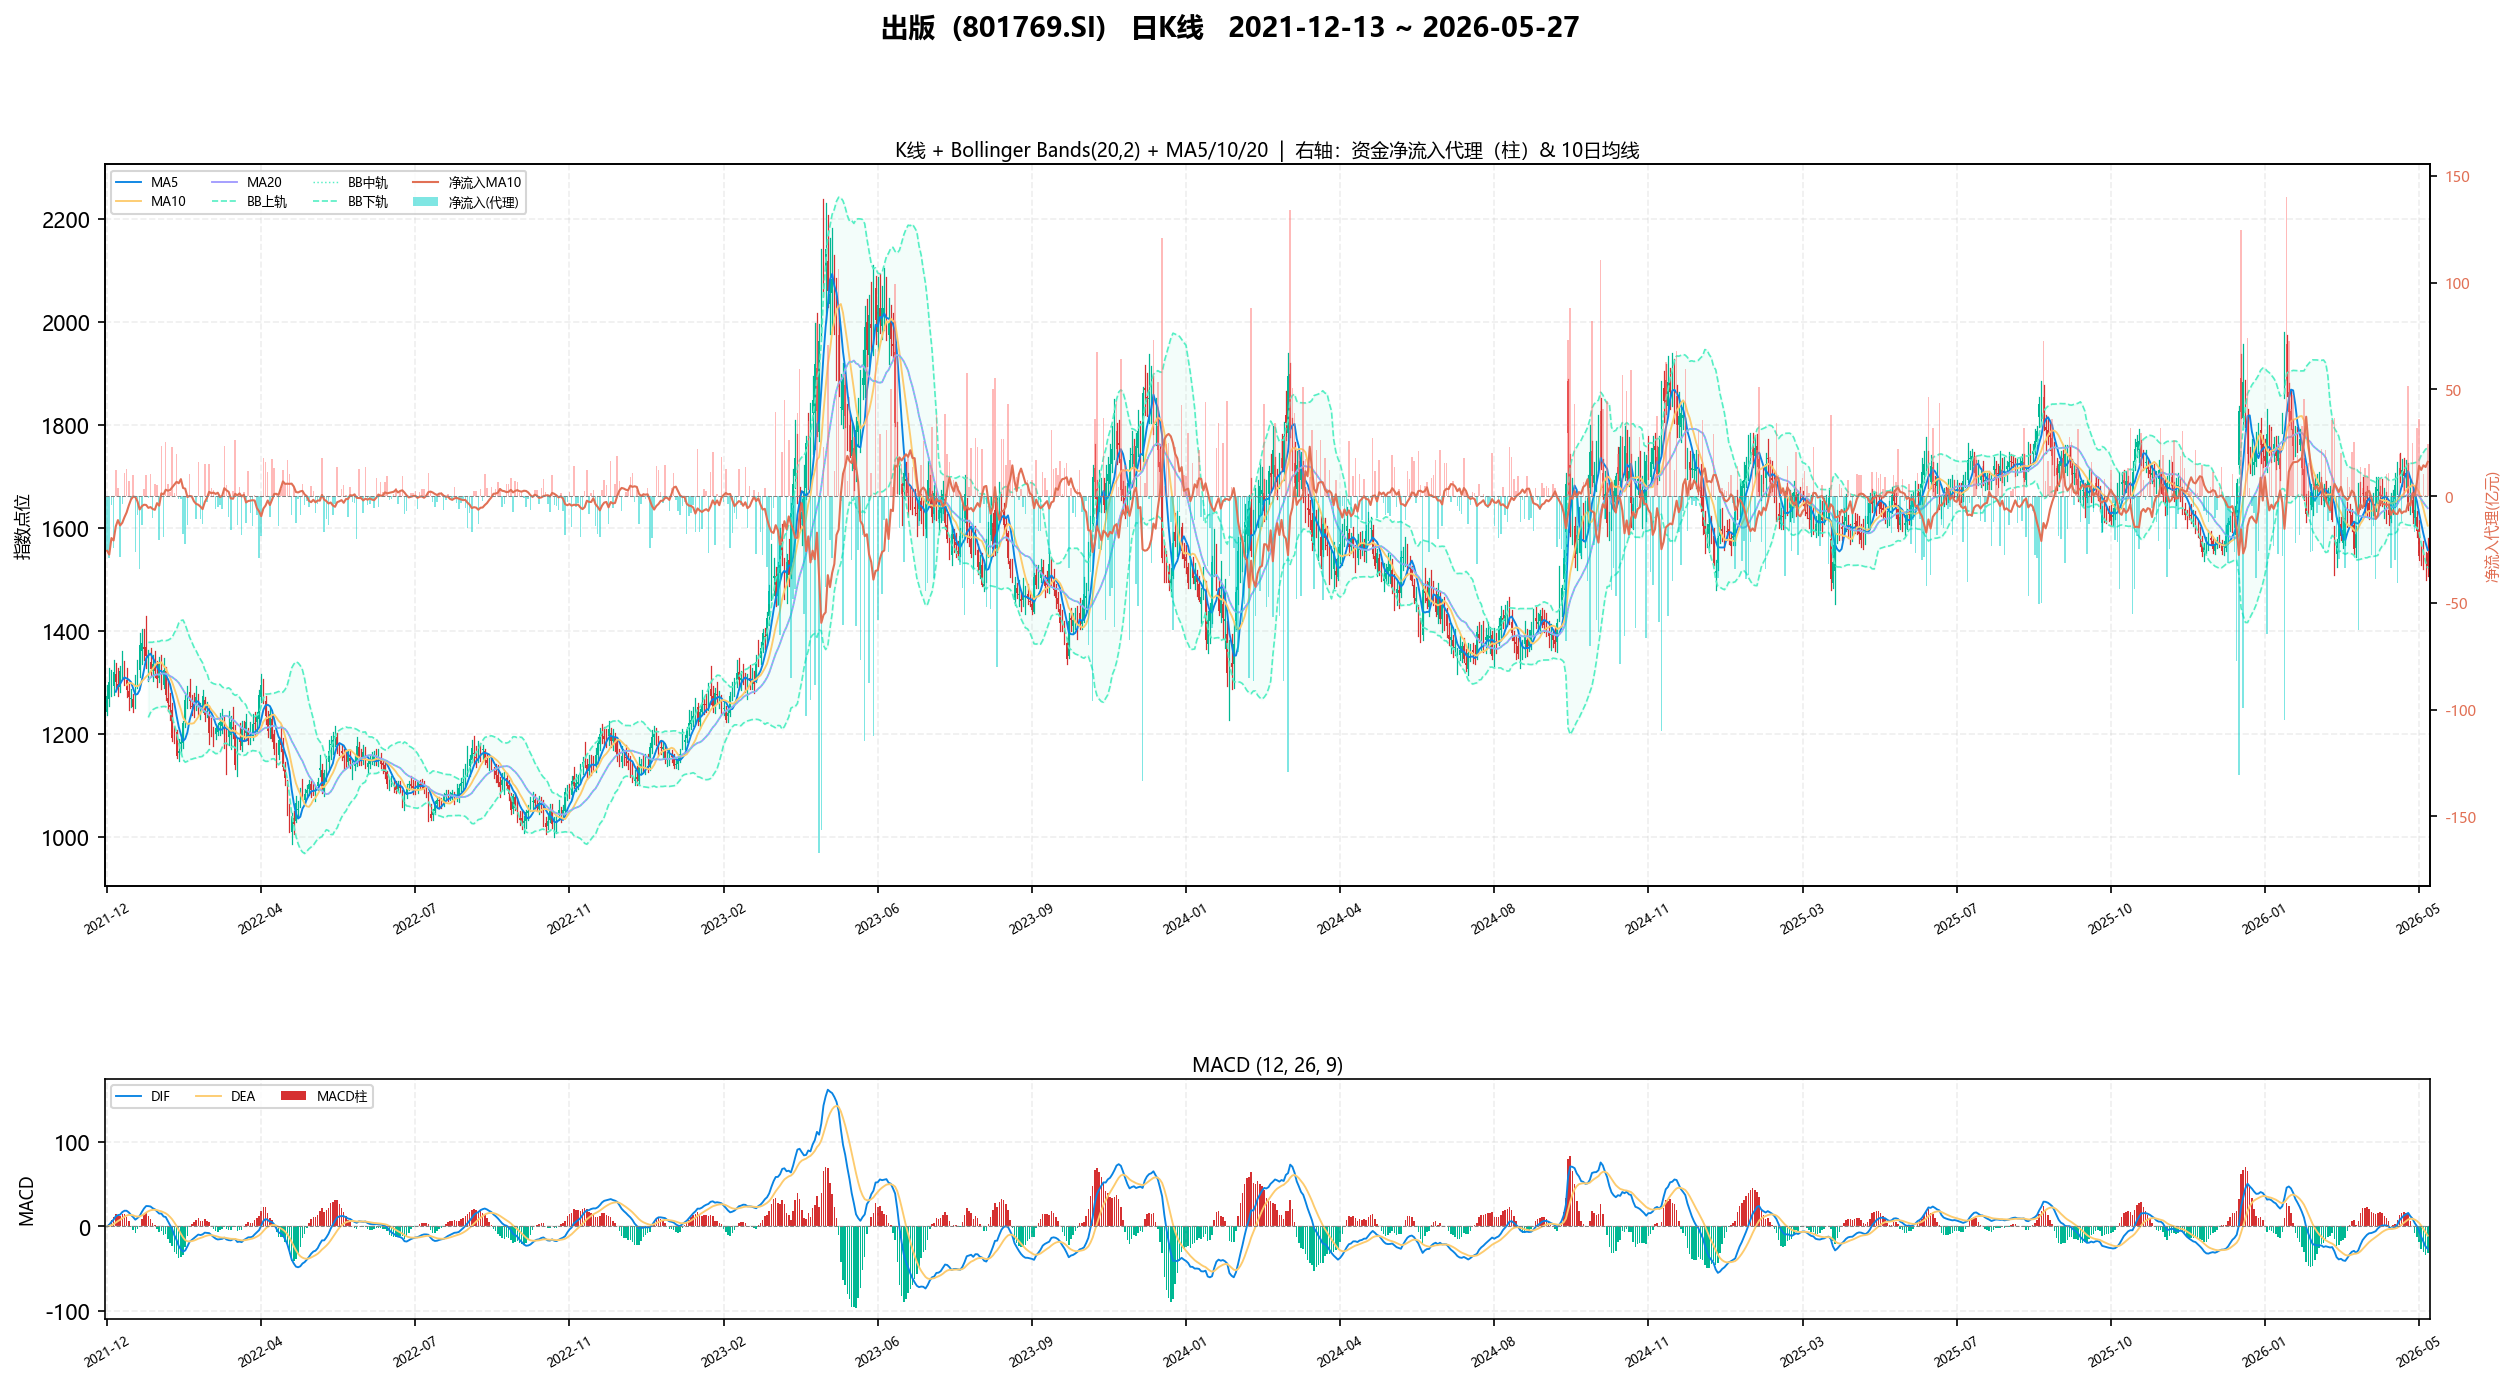 出版 (801769.SI) 日K线 2021-12-13 ~ 2026-05-27
K线 + Bollinger Bands(20,2) + MA5/10/20 | 右轴：资金净流入代理（柱）& 10日均线
MA5 MA20 BB中轨 净流入MA10
MA10 BB上轨 BB下轨 净流入(代理)
指数点位
2200
2000
1800
1600
1400
1200
1000
150
100
50
0
-50
-100
-150
净流入代理(亿元)
2021-12 2022-04 2022-07 2022-11 2023-02 2023-06 2023-09 2024-01 2024-04 2024-08 2024-11 2025-03 2025-07 2025-10 2026-01 2026-05
MACD (12, 26, 9)
DIF DEA MACD柱
MACD
100
0
-100
2021-12 2022-04 2022-07 2022-11 2023-02 2023-06 2023-09 2024-01 2024-04 2024-08 2024-11 2025-03 2025-07 2025-10 2026-01 2026-05